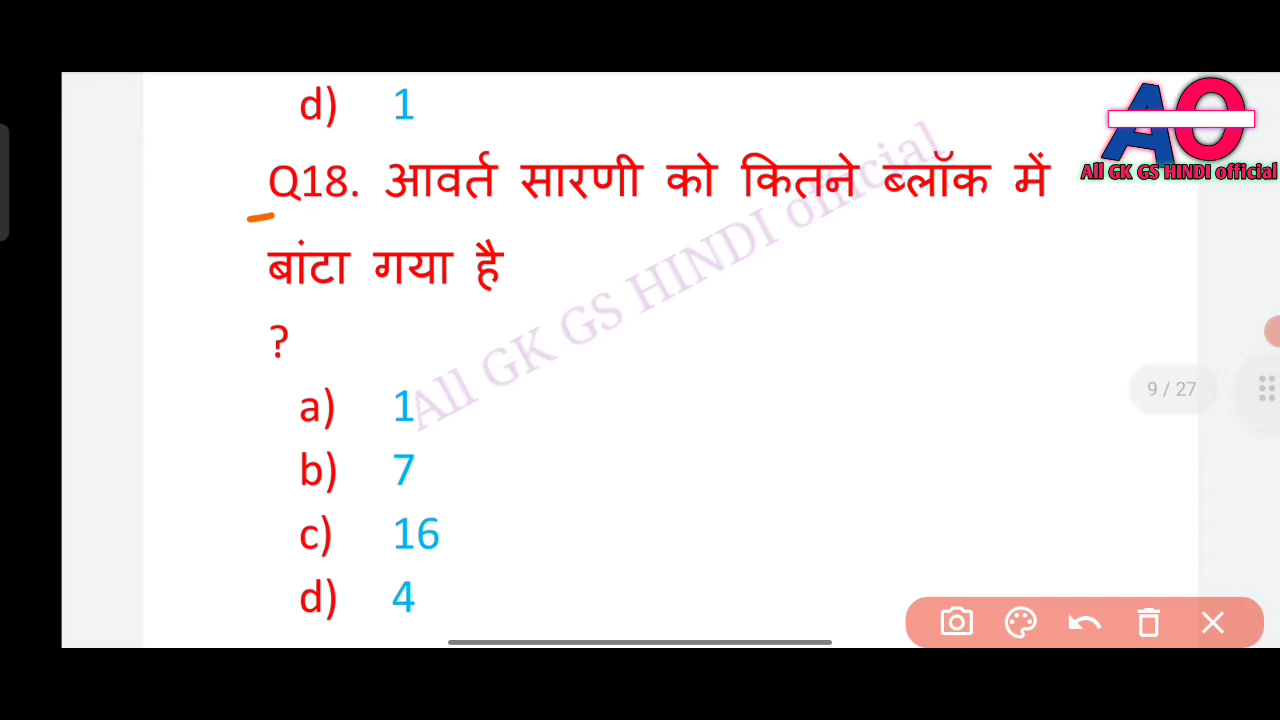 d) 1
Q18. आवर्त सारणी को कितने ब्लॉक में
बांटा गया है
?
a) 1
b) 7
c) 16
d) 4
All GK GS HINDI official
AO
All GK GS HINDI official
9 / 27